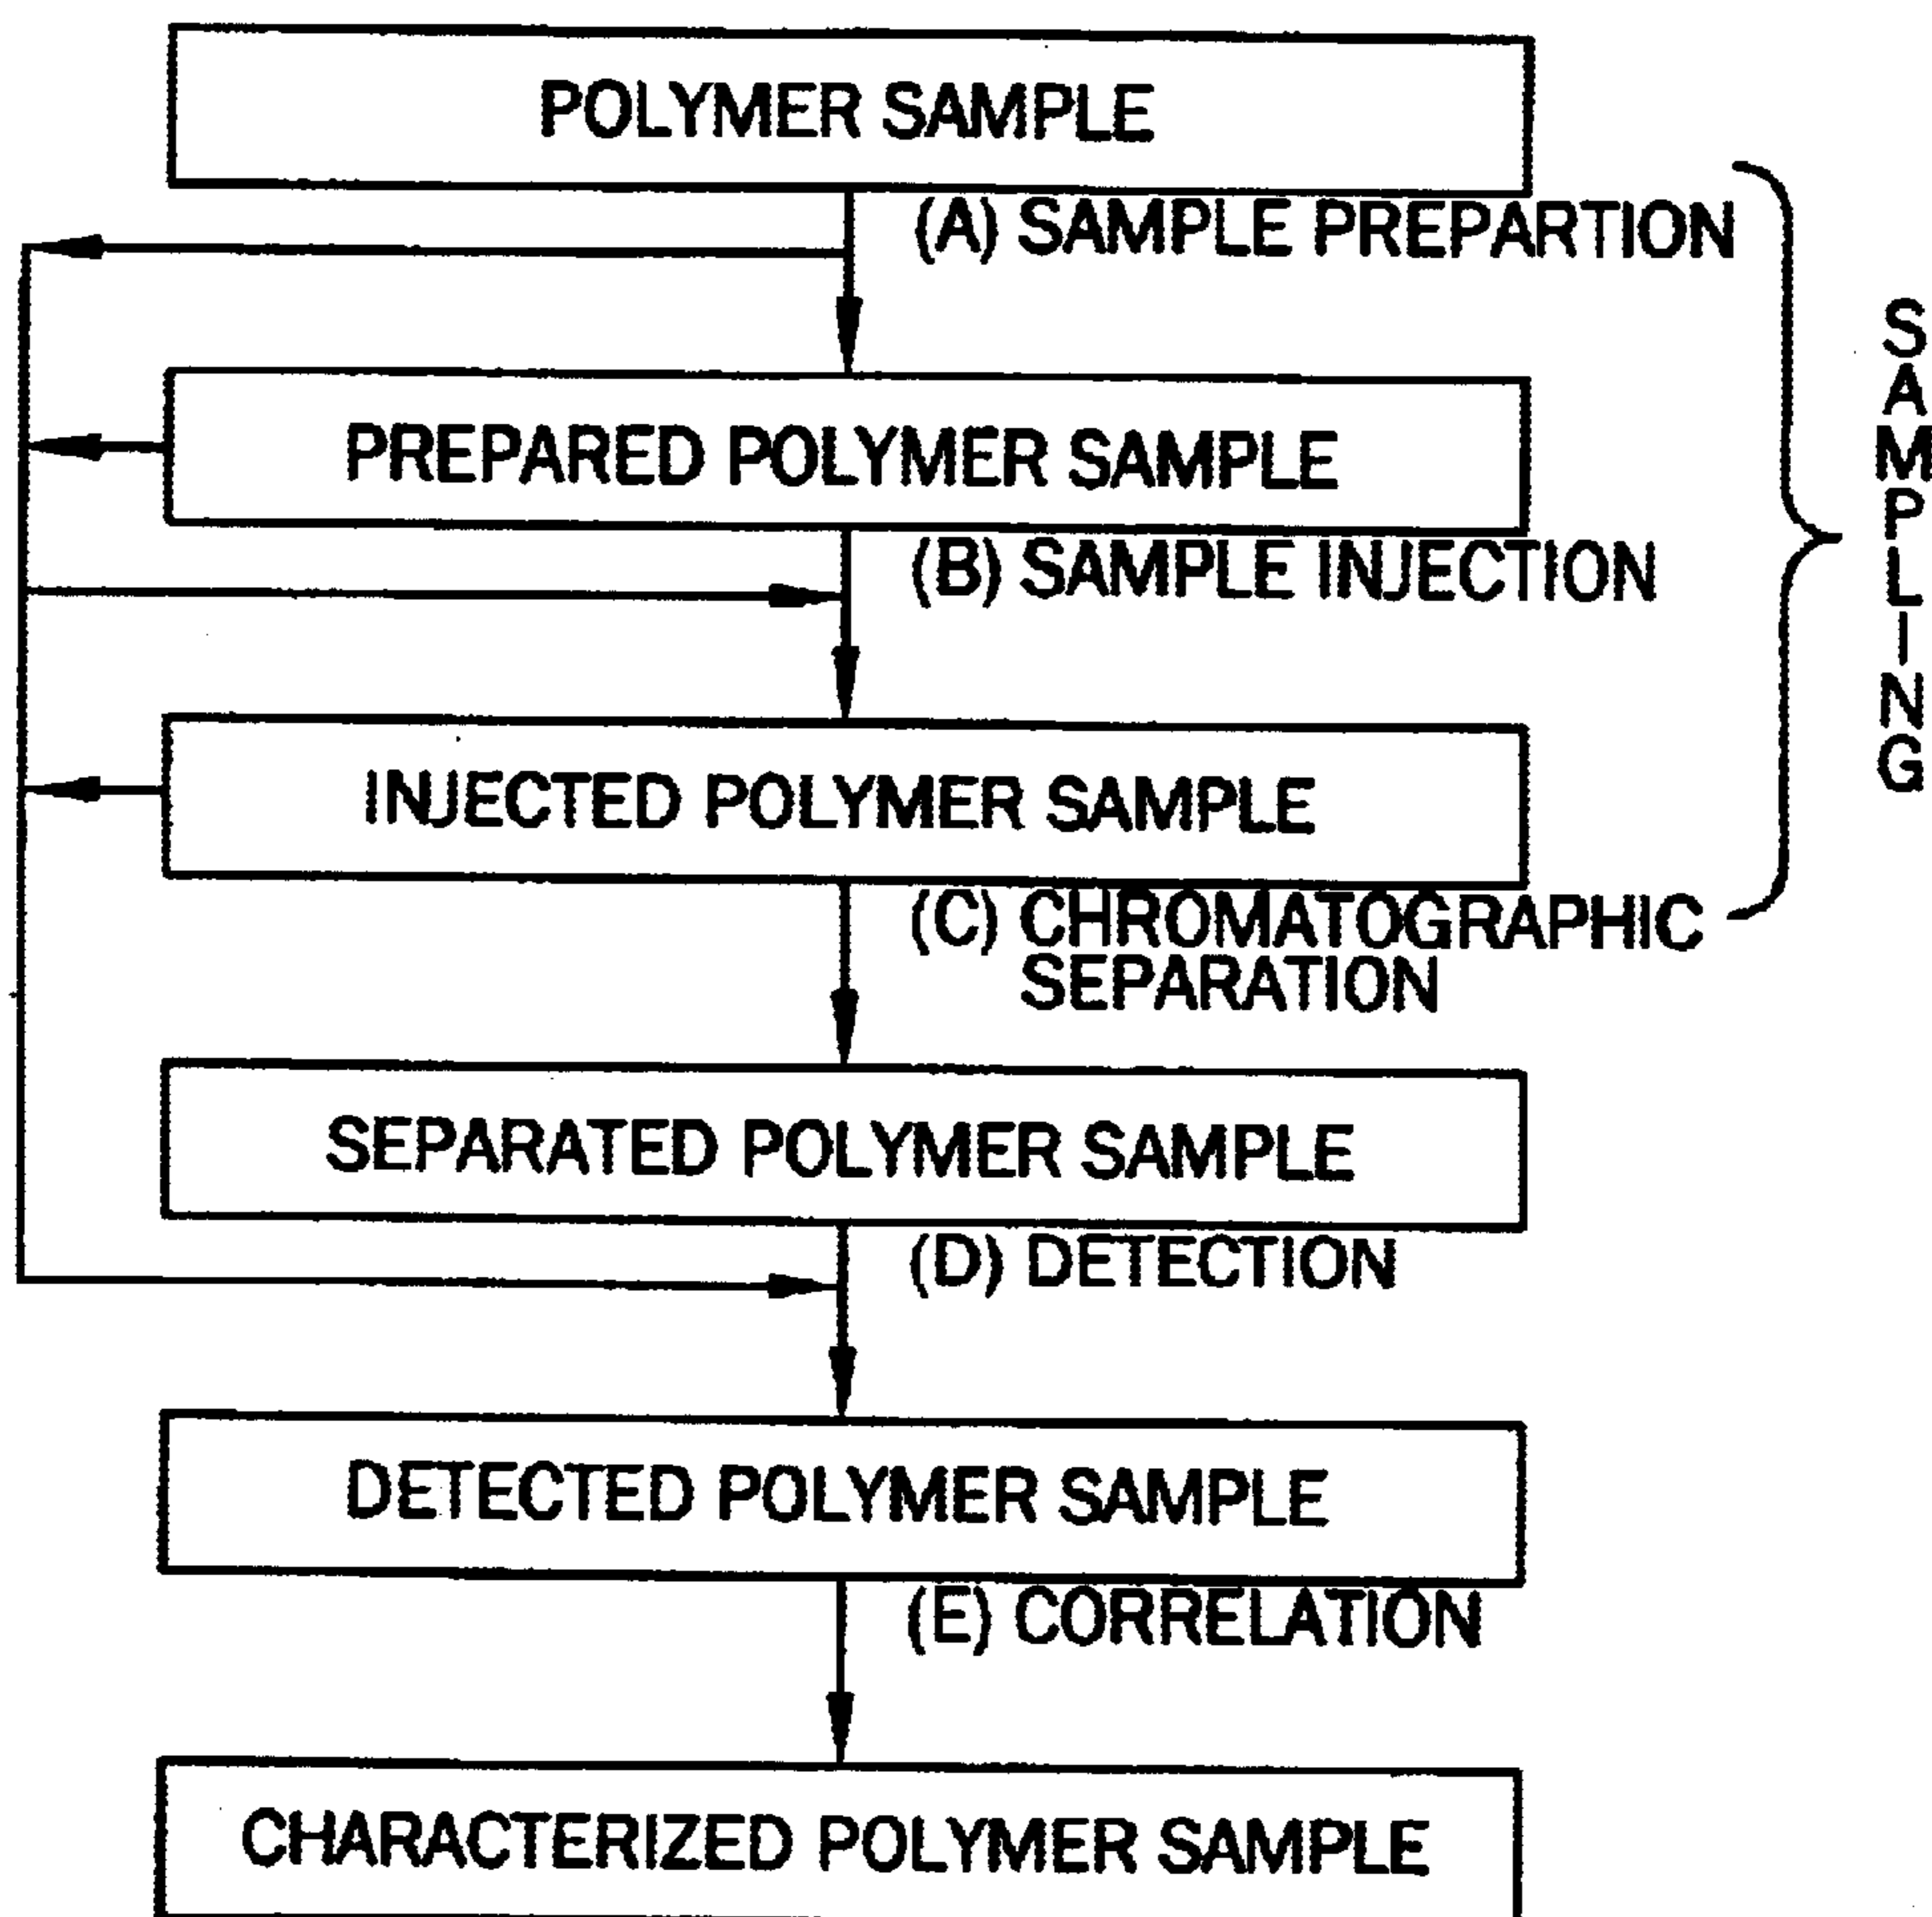 POLYMER SAMPLE
(A) SAMPLE PREPARTION
PREPARED POLYMER SAMPLE
(B) SAMPLE INJECTION
INJECTED POLYMER SAMPLE
(C) CHROMATOGRAPHIC
SEPARATION
SEPARATED POLYMER SAMPLE
(D) DETECTION
DETECTED POLYMER SAMPLE
(E) CORRELATION
CHARACTERIZED POLYMER SAMPLE
SAMPLING